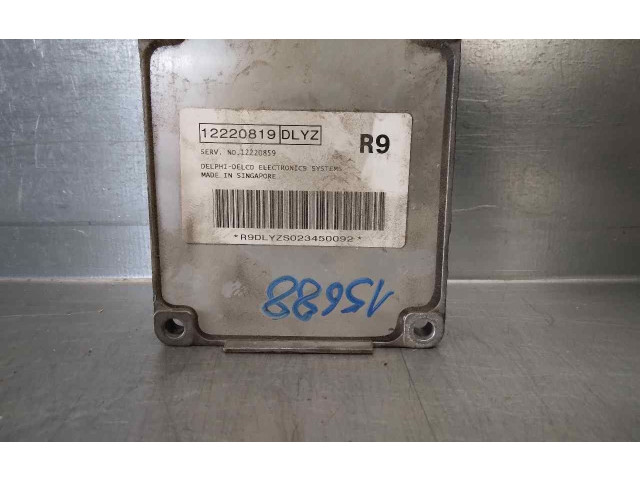 12220819 DLYZ
R9
SERV. NO.12220859
DELPHI-DELCO ELECTRONICS SYSTEMS
MADE IN SINGAPORE
*R9DLYZS023450092*
15688